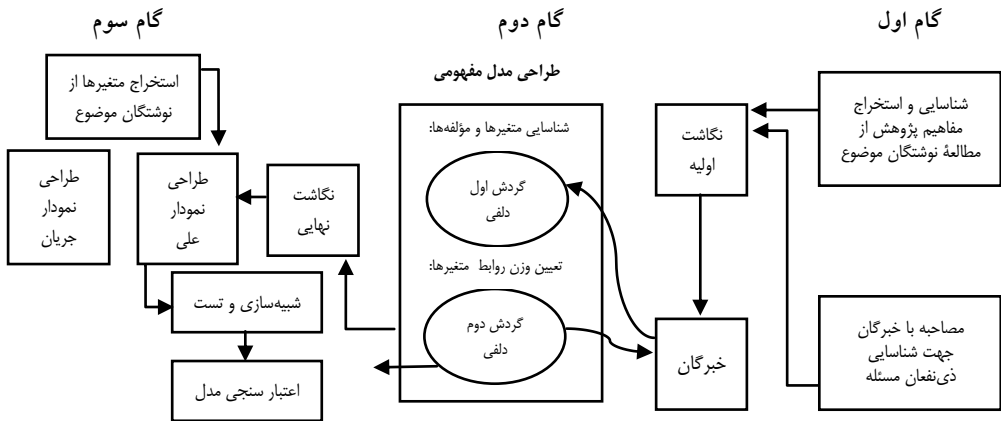 گام اول
شناسایی و استخراج
مفاهیم پژوهش از
مطالعهٔ نوشتگان موضوع
مصاحبه با خبرگان
جهت شناسایی
ذی‌نفعان مسئله
نگاشت
اولیه
خبرگان
گام دوم
طراحی مدل مفهومی
شناسایی متغیرها و مؤلفه‌ها:
گردش اول
دلفی
تعیین وزن روابط متغیرها:
گردش دوم
دلفی
گام سوم
نگاشت
نهایی
استخراج متغیرها از
نوشتگان موضوع
طراحی
نمودار
علی
طراحی
نمودار
جریان
شبیه‌سازی و تست
اعتبار سنجی مدل